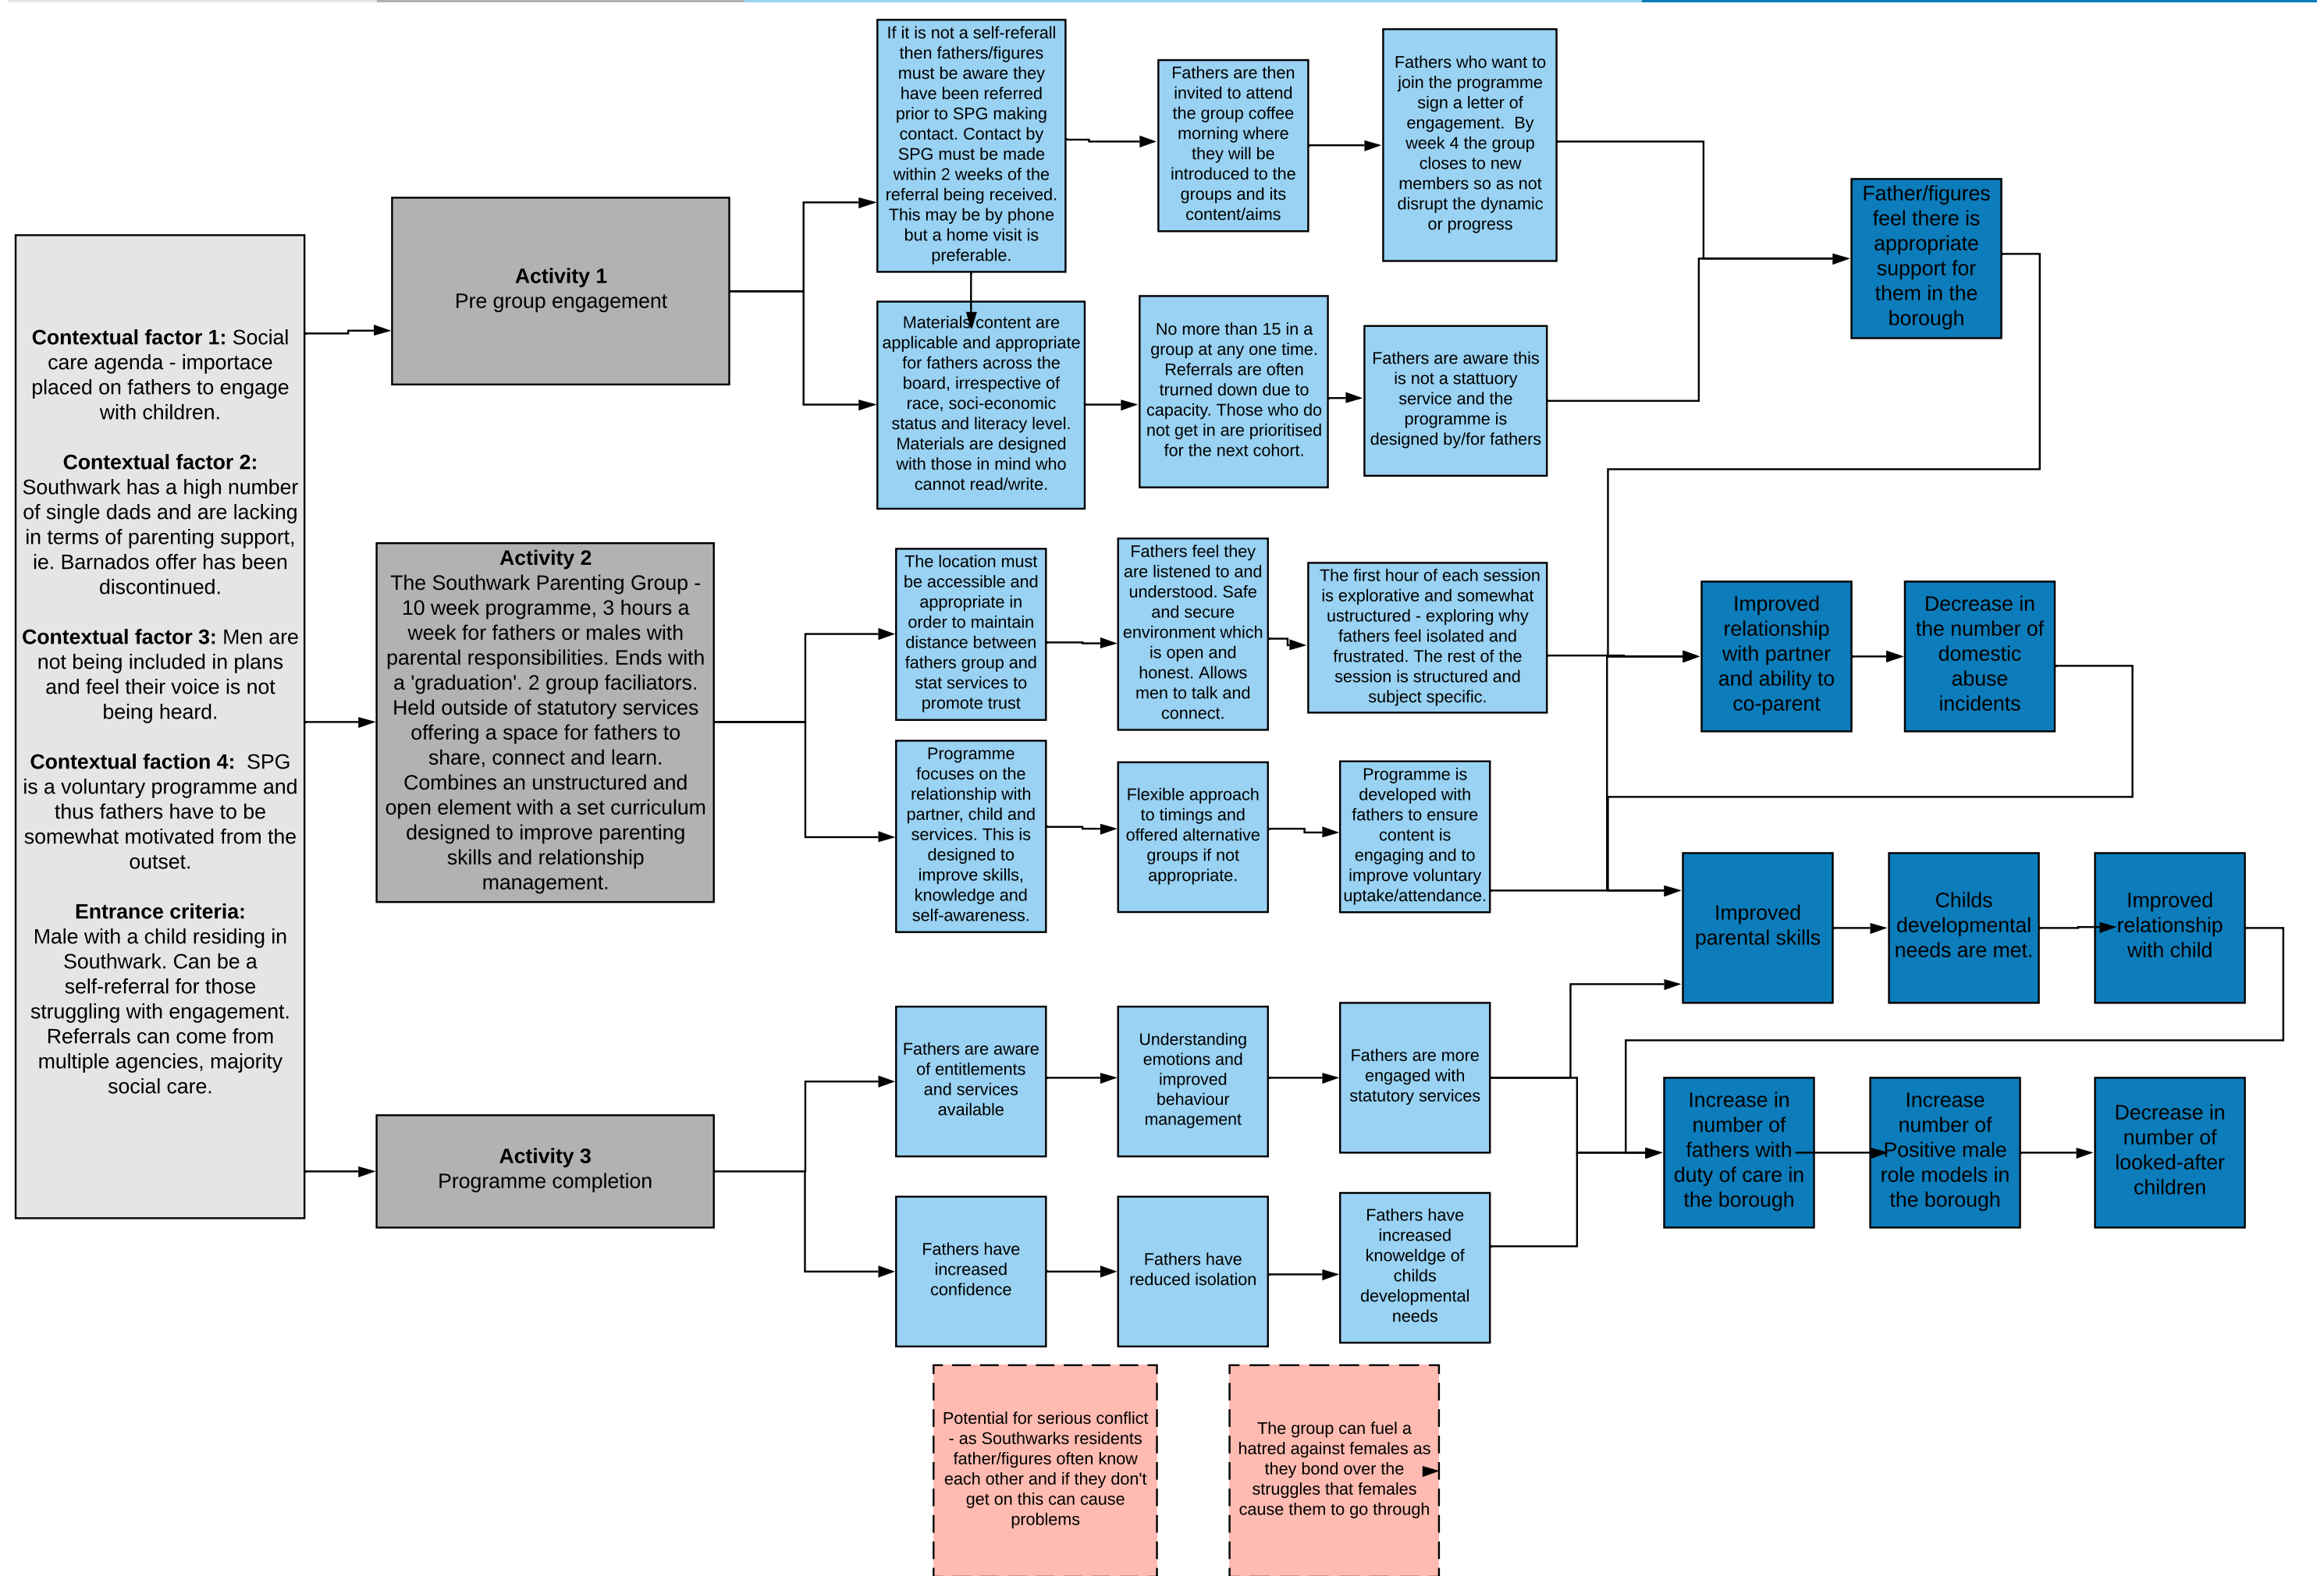 Contextual factor 1: Social
care agenda - importace
placed on fathers to engage
with children.
Contextual factor 2:
Southwark has a high number
of single dads and are lacking
in terms of parenting support,
ie. Barnados offer has been
discontinued.
Contextual factor 3: Men are
not being included in plans
and feel their voice is not
being heard.
Contextual faction 4:  SPG
is a voluntary programme and
thus fathers have to be
somewhat motivated from the
outset.
Entrance criteria:
Male with a child residing in
Southwark. Can be a
self-referral for those
struggling with engagement.
Referrals can come from
multiple agencies, majority
social care.
Activity 1
Pre group engagement
If it is not a self-referall
then fathers/figures
must be aware they
have been referred
prior to SPG making
contact. Contact by
SPG must be made
within 2 weeks of the
referral being received.
This may be by phone
but a home visit is
preferable.
Fathers are then
invited to attend
the group coffee
morning where
they will be
introduced to the
groups and its
content/aims
Fathers who want to
join the programme
sign a letter of
engagement.  By
week 4 the group
closes to new
members so as not
disrupt the dynamic
or progress
Materials/content are
applicable and appropriate
for fathers across the
board, irrespective of
race, soci-economic
status and literacy level.
Materials are designed
with those in mind who
cannot read/write.
No more than 15 in a
group at any one time.
Referrals are often
trurned down due to
capacity. Those who do
not get in are prioritised
for the next cohort.
Fathers are aware this
is not a stattuory
service and the
programme is
designed by/for fathers
Father/figures
feel there is
appropriate
support for
them in the
borough
Activity 2
The Southwark Parenting Group -
10 week programme, 3 hours a
week for fathers or males with
parental responsibilities. Ends with
a 'graduation'. 2 group faciliators.
Held outside of statutory services
offering a space for fathers to
share, connect and learn.
Combines an unstructured and
open element with a set curriculum
designed to improve parenting
skills and relationship
management.
The location must
be accessible and
appropriate in
order to maintain
distance between
fathers group and
stat services to
promote trust
Fathers feel they
are listened to and
understood. Safe
and secure
environment which
is open and
honest. Allows
men to talk and
connect.
The first hour of each session
is explorative and somewhat
ustructured - exploring why
fathers feel isolated and
frustrated. The rest of the
session is structured and
subject specific.
Improved
relationship
with partner
and ability to
co-parent
Decrease in
the number of
domestic
abuse
incidents
Programme
focuses on the
relationship with
partner, child and
services. This is
designed to
improve skills,
knowledge and
self-awareness.
Flexible approach
to timings and
offered alternative
groups if not
appropriate.
Programme is
developed with
fathers to ensure
content is
engaging and to
improve voluntary
uptake/attendance.
Improved
parental skills
Childs
developmental
needs are met.
Improved
relationship
with child
Activity 3
Programme completion
Fathers are aware
of entitlements
and services
available
Understanding
emotions and
improved
behaviour
management
Fathers are more
engaged with
statutory services
Increase in
number of
fathers with
duty of care in
the borough
Increase
number of
Positive male
role models in
the borough
Decrease in
number of
looked-after
children
Fathers have
increased
confidence
Fathers have
reduced isolation
Fathers have
increased
knoweldge of
childs
developmental
needs
Potential for serious conflict
- as Southwarks residents
father/figures often know
each other and if they don't
get on this can cause
problems
The group can fuel a
hatred against females as
they bond over the
struggles that females
cause them to go through